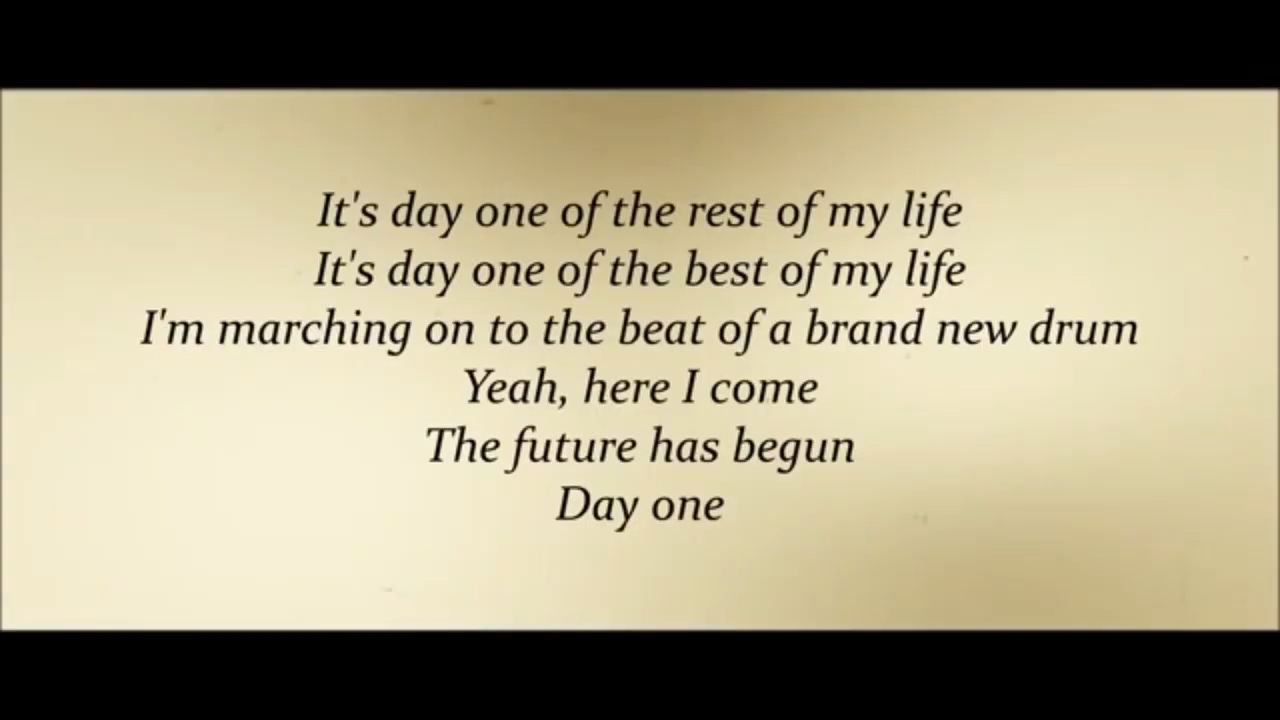 It's day one of the rest of my life
It's day one of the best of my life
I'm marching on to the beat of a brand new drum
Yeah, here I come
The future has begun
Day one